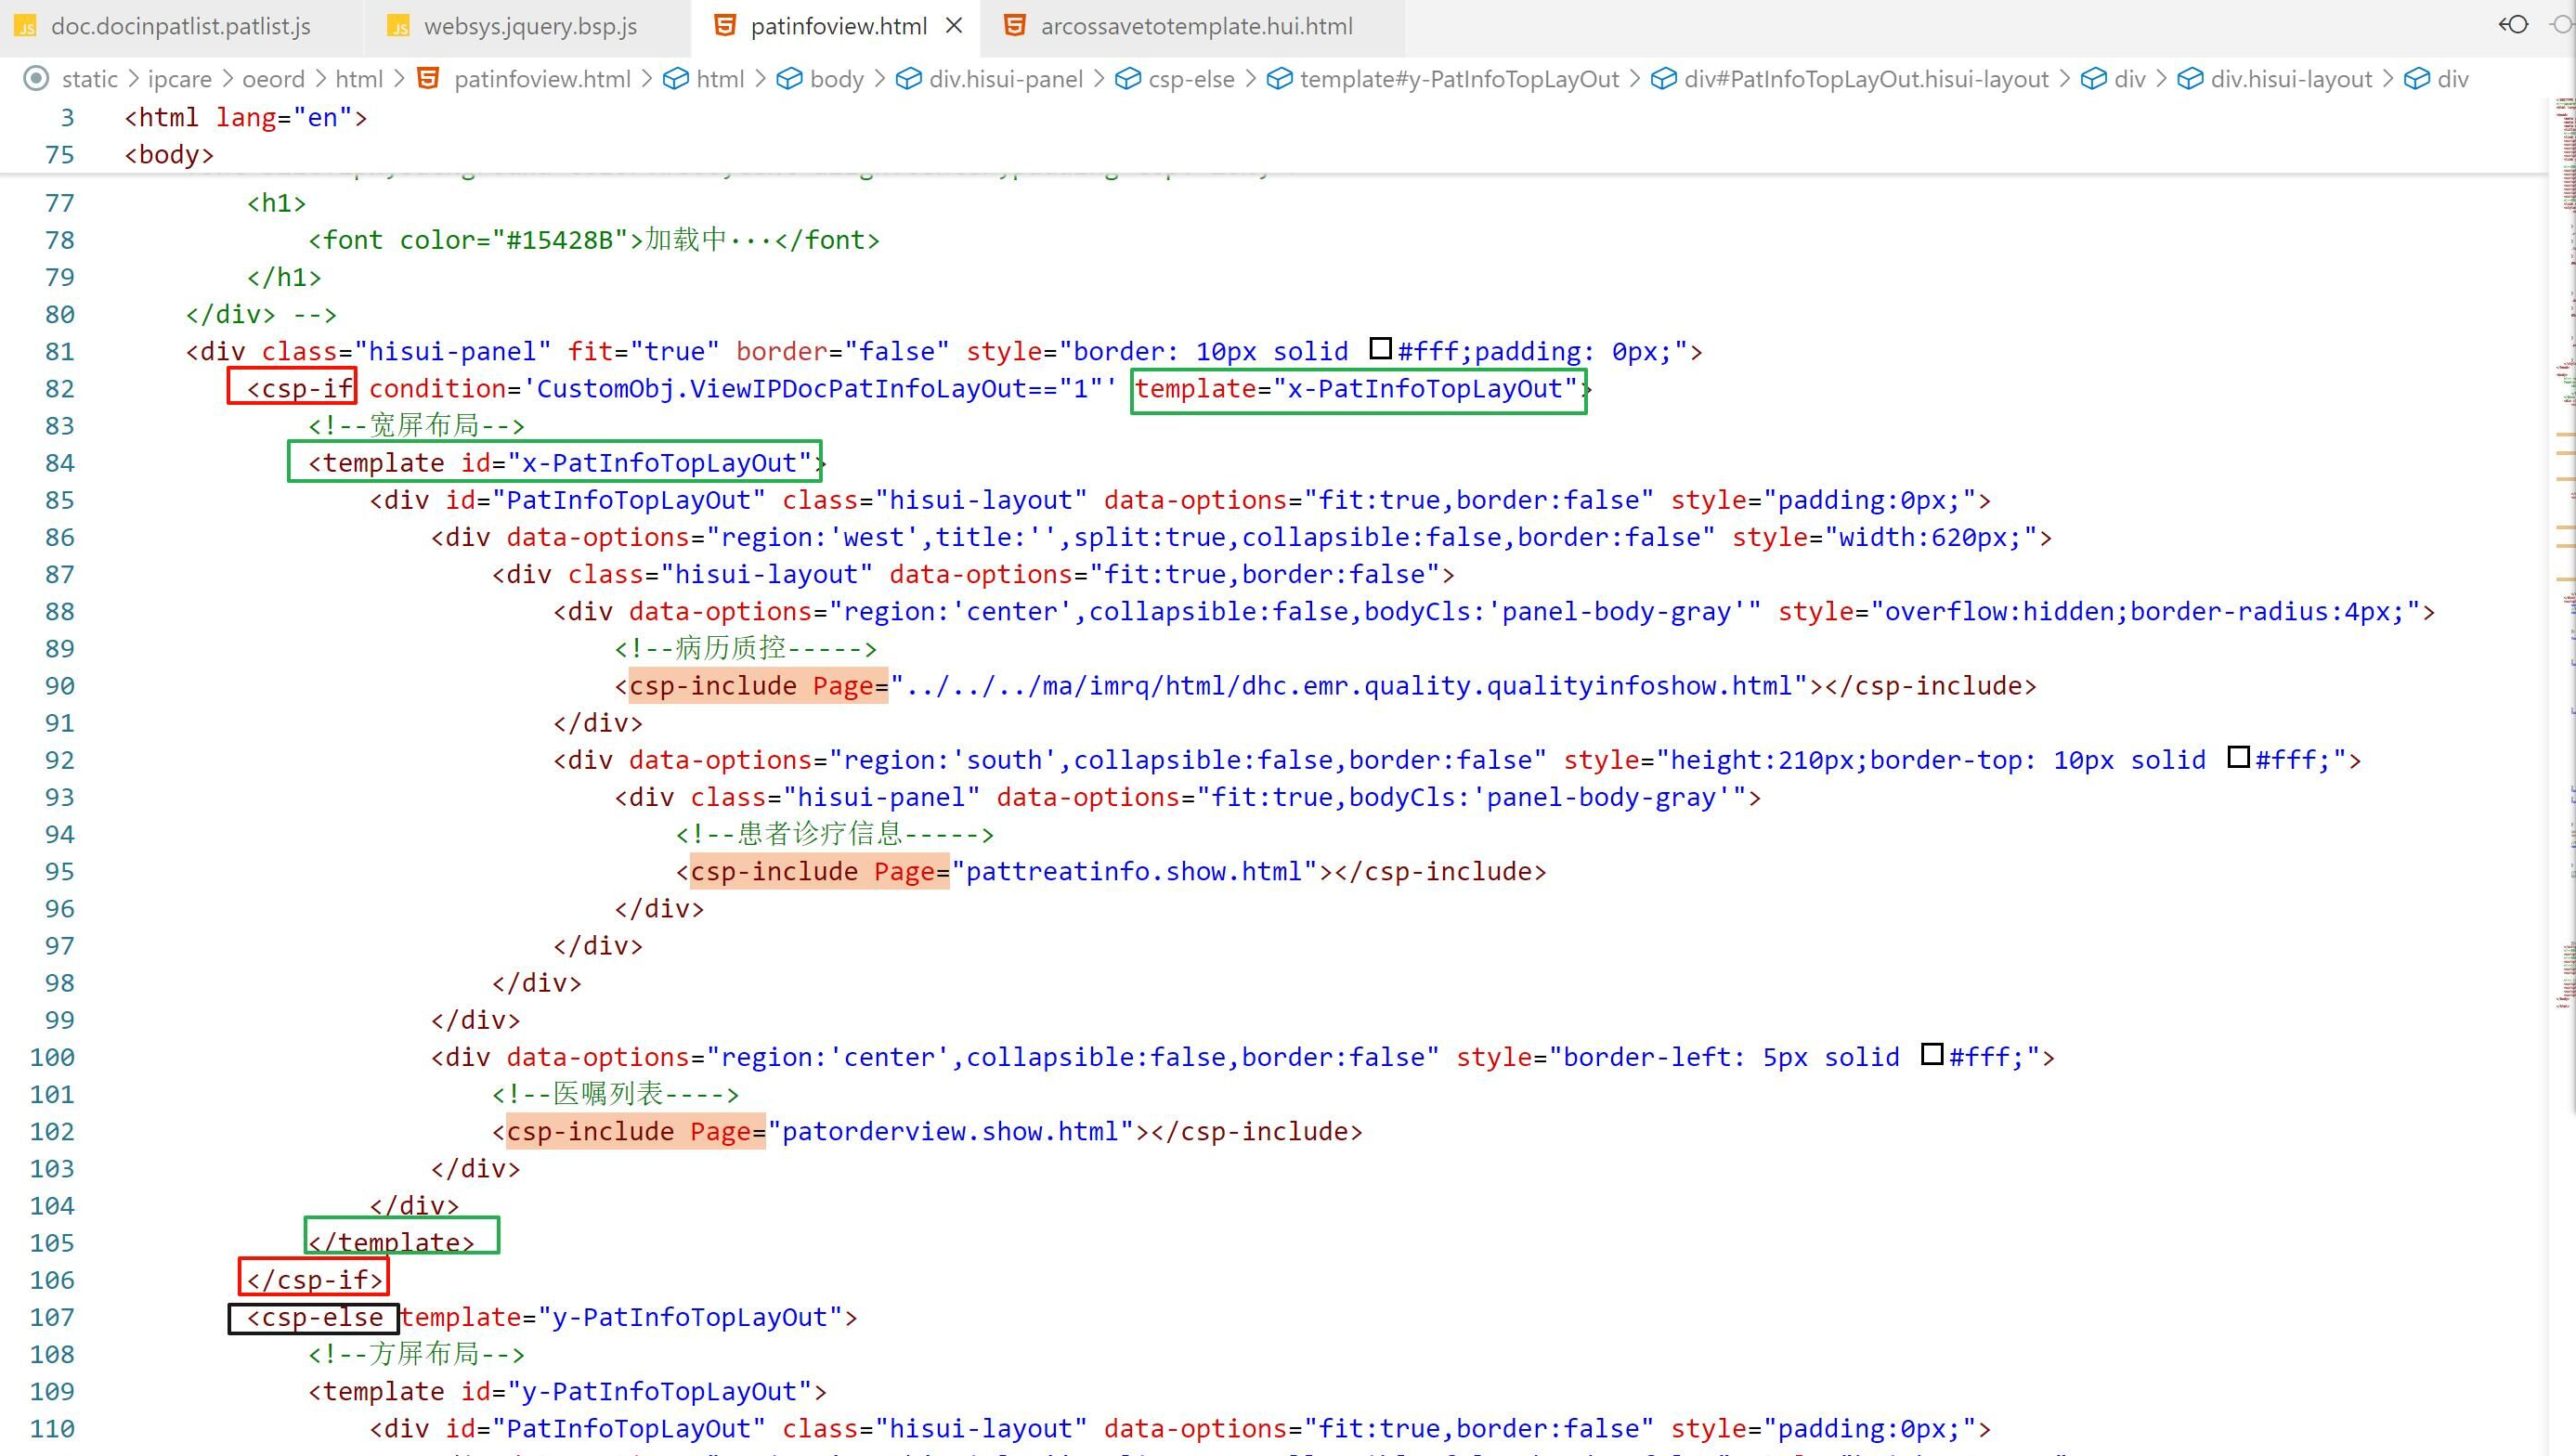 doc.docinpatlist.patlist.js
websys.jquery.bsp.js
patinfoview.html
arcossavetotemplate.hui.html
static > ipcare > oeord > html > patinfoview.html > html > body > div.hisui-panel > csp-else > template#y-PatInfoTopLayOut > div#PatInfoTopLayOut.hisui-layout > div > div.hisui-layout > div
3 <html lang="en">
75 <body>
77 <h1>
78 <font color="#15428B">加载中···</font>
79 </h1>
80 </div> -->
81 <div class="hisui-panel" fit="true" border="false" style="border: 10px solid #fff;padding: 0px;">
82 <csp-if condition='CustomObj.ViewIPDocPatInfoLayOut=="1"' template="x-PatInfoTopLayOut">
83 <!--宽屏布局-->
84 <template id="x-PatInfoTopLayOut">
85 <div id="PatInfoTopLayOut" class="hisui-layout" data-options="fit:true,border:false" style="padding:0px;">
86 <div data-options="region:'west',title:'',split:true,collapsible:false,border:false" style="width:620px;">
87 <div class="hisui-layout" data-options="fit:true,border:false">
88 <div data-options="region:'center',collapsible:false,bodyCls:'panel-body-gray'" style="overflow:hidden;border-radius:4px;">
89 <!--病历质控----->
90 <csp-include Page="../../../ma/imrq/html/dhc.emr.quality.qualityinfoshow.html"></csp-include>
91 </div>
92 <div data-options="region:'south',collapsible:false,border:false" style="height:210px;border-top: 10px solid #fff;">
93 <div class="hisui-panel" data-options="fit:true,bodyCls:'panel-body-gray'">
94 <!--患者诊疗信息----->
95 <csp-include Page="pattreatinfo.show.html"></csp-include>
96 </div>
97 </div>
98 </div>
99 </div>
100 <div data-options="region:'center',collapsible:false,border:false" style="border-left: 5px solid #fff;">
101 <!--医嘱列表---->
102 <csp-include Page="patorderview.show.html"></csp-include>
103 </div>
104 </div>
105 </template>
106 </csp-if>
107 <csp-else template="y-PatInfoTopLayOut">
108 <!--方屏布局-->
109 <template id="y-PatInfoTopLayOut">
110 <div id="PatInfoTopLayOut" class="hisui-layout" data-options="fit:true,border:false" style="padding:0px;">